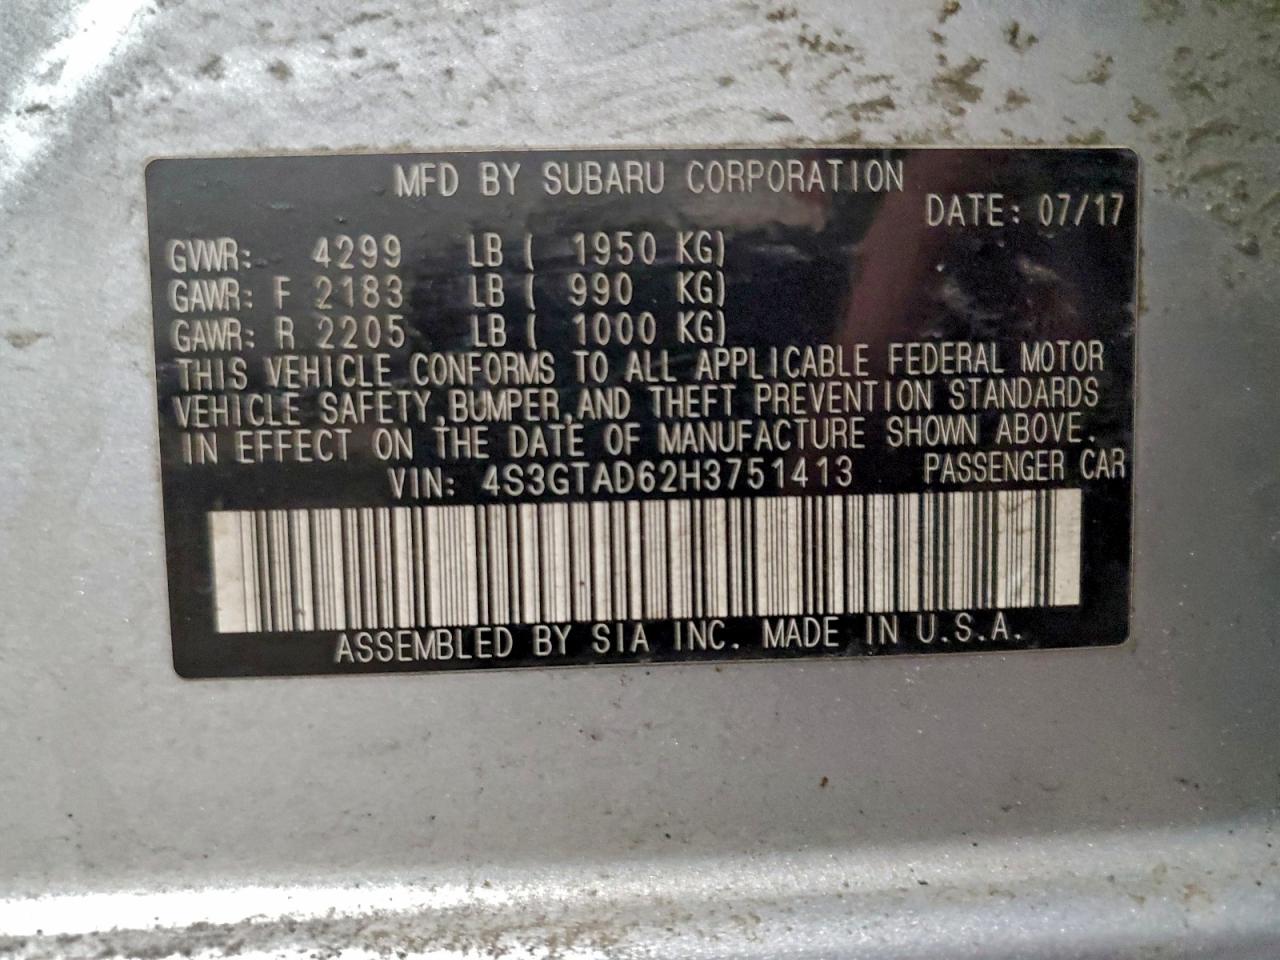 MFD BY SUBARU CORPORATION
DATE: 07/17
GVWR: 4299 LB ( 1950 KG)
GAWR: F 2183 LB ( 990 KG)
GAWR: R 2205 LB ( 1000 KG)
THIS VEHICLE CONFORMS TO ALL APPLICABLE FEDERAL MOTOR
VEHICLE SAFETY,BUMPER,AND THEFT PREVENTION STANDARDS
IN EFFECT ON THE DATE OF MANUFACTURE SHOWN ABOVE.
VIN: 4S3GTAD62H3751413 PASSENGER CAR
ASSEMBLED BY SIA INC. MADE IN U.S.A.